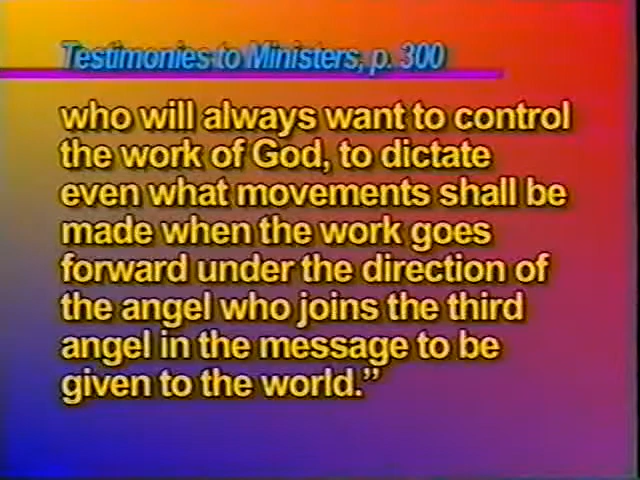 Testimonies to Ministers, p. 300
who will always want to control
the work of God, to dictate
even what movements shall be
made when the work goes
forward under the direction of
the angel who joins the third
angel in the message to be
given to the world.”